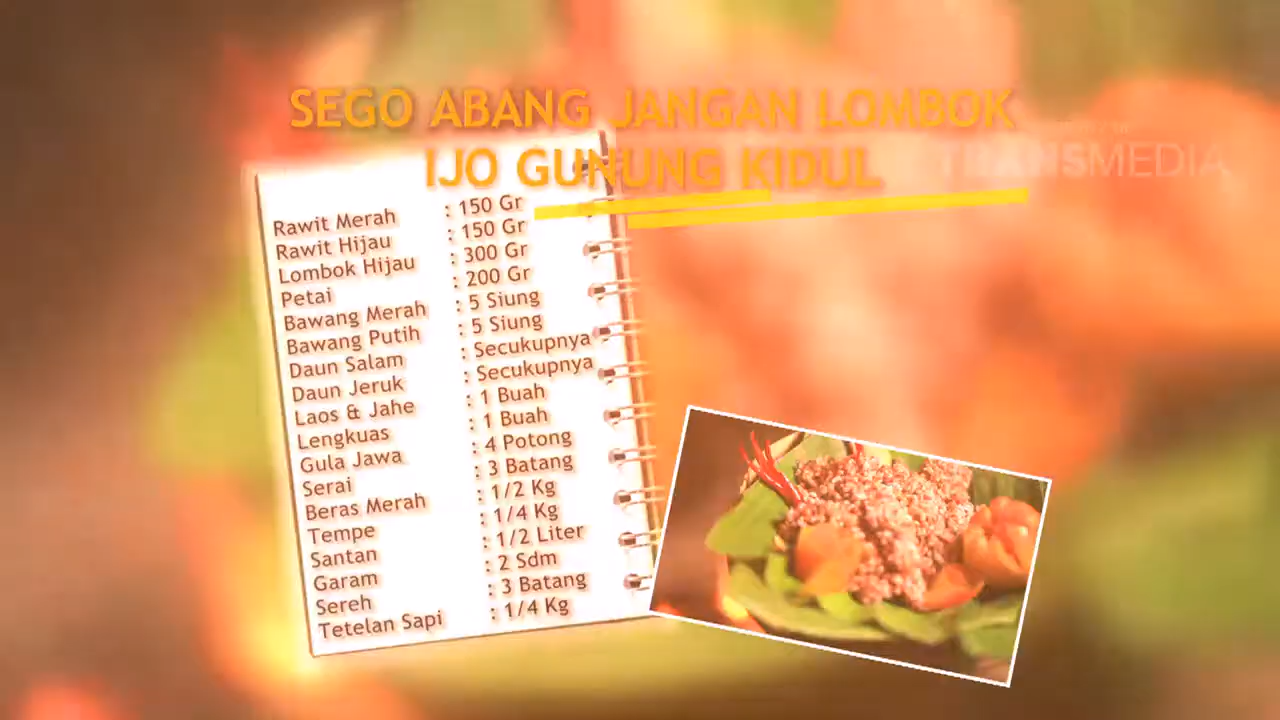 SEGO ABANG JANGAN LOMBOK
IJO GUNUNG KIDUL
TRANSMEDIA
Rawit Merah : 150 Gr
Rawit Hijau : 150 Gr
Lombok Hijau : 300 Gr
Petai : 200 Gr
Bawang Merah : 5 Siung
Bawang Putih : 5 Siung
Daun Salam : Secukupnya
Daun Jeruk : Secukupnya
Laos & Jahe : 1 Buah
Lengkuas : 1 Buah
Gula Jawa : 4 Potong
Serai : 3 Batang
Beras Merah : 1/2 Kg
Tempe : 1/4 Kg
Santan : 1/2 Liter
Garam : 2 Sdm
Sereh : 3 Batang
Tetelan Sapi : 1/4 Kg